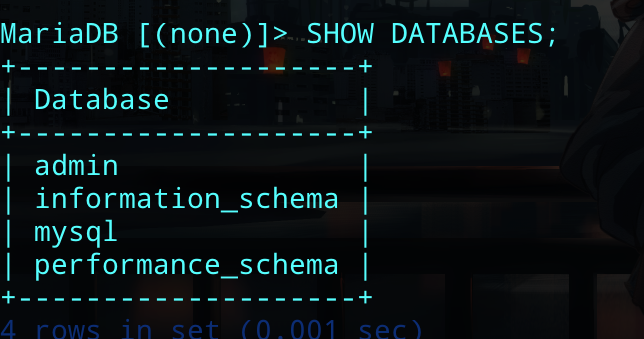 MariaDB [(none)]> SHOW DATABASES;
+--------------------+
| Database           |
+--------------------+
| admin              |
| information_schema |
| mysql              |
| performance_schema |
+--------------------+
4 rows in set (0.001 sec)